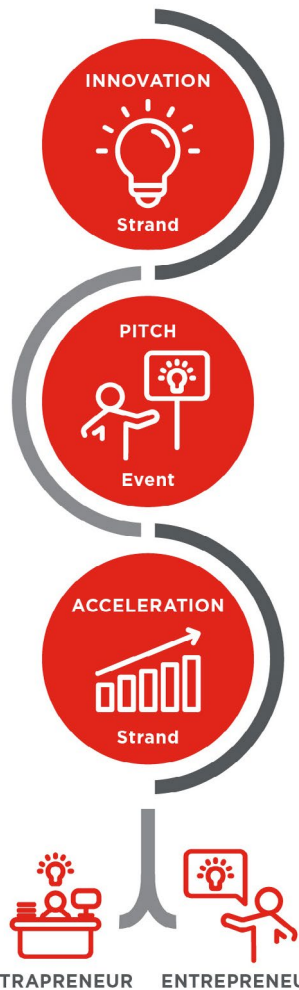 INNOVATION
Strand
PITCH
Event
ACCELERATION
Strand
TRAPRENEUR ENTREPRENEU